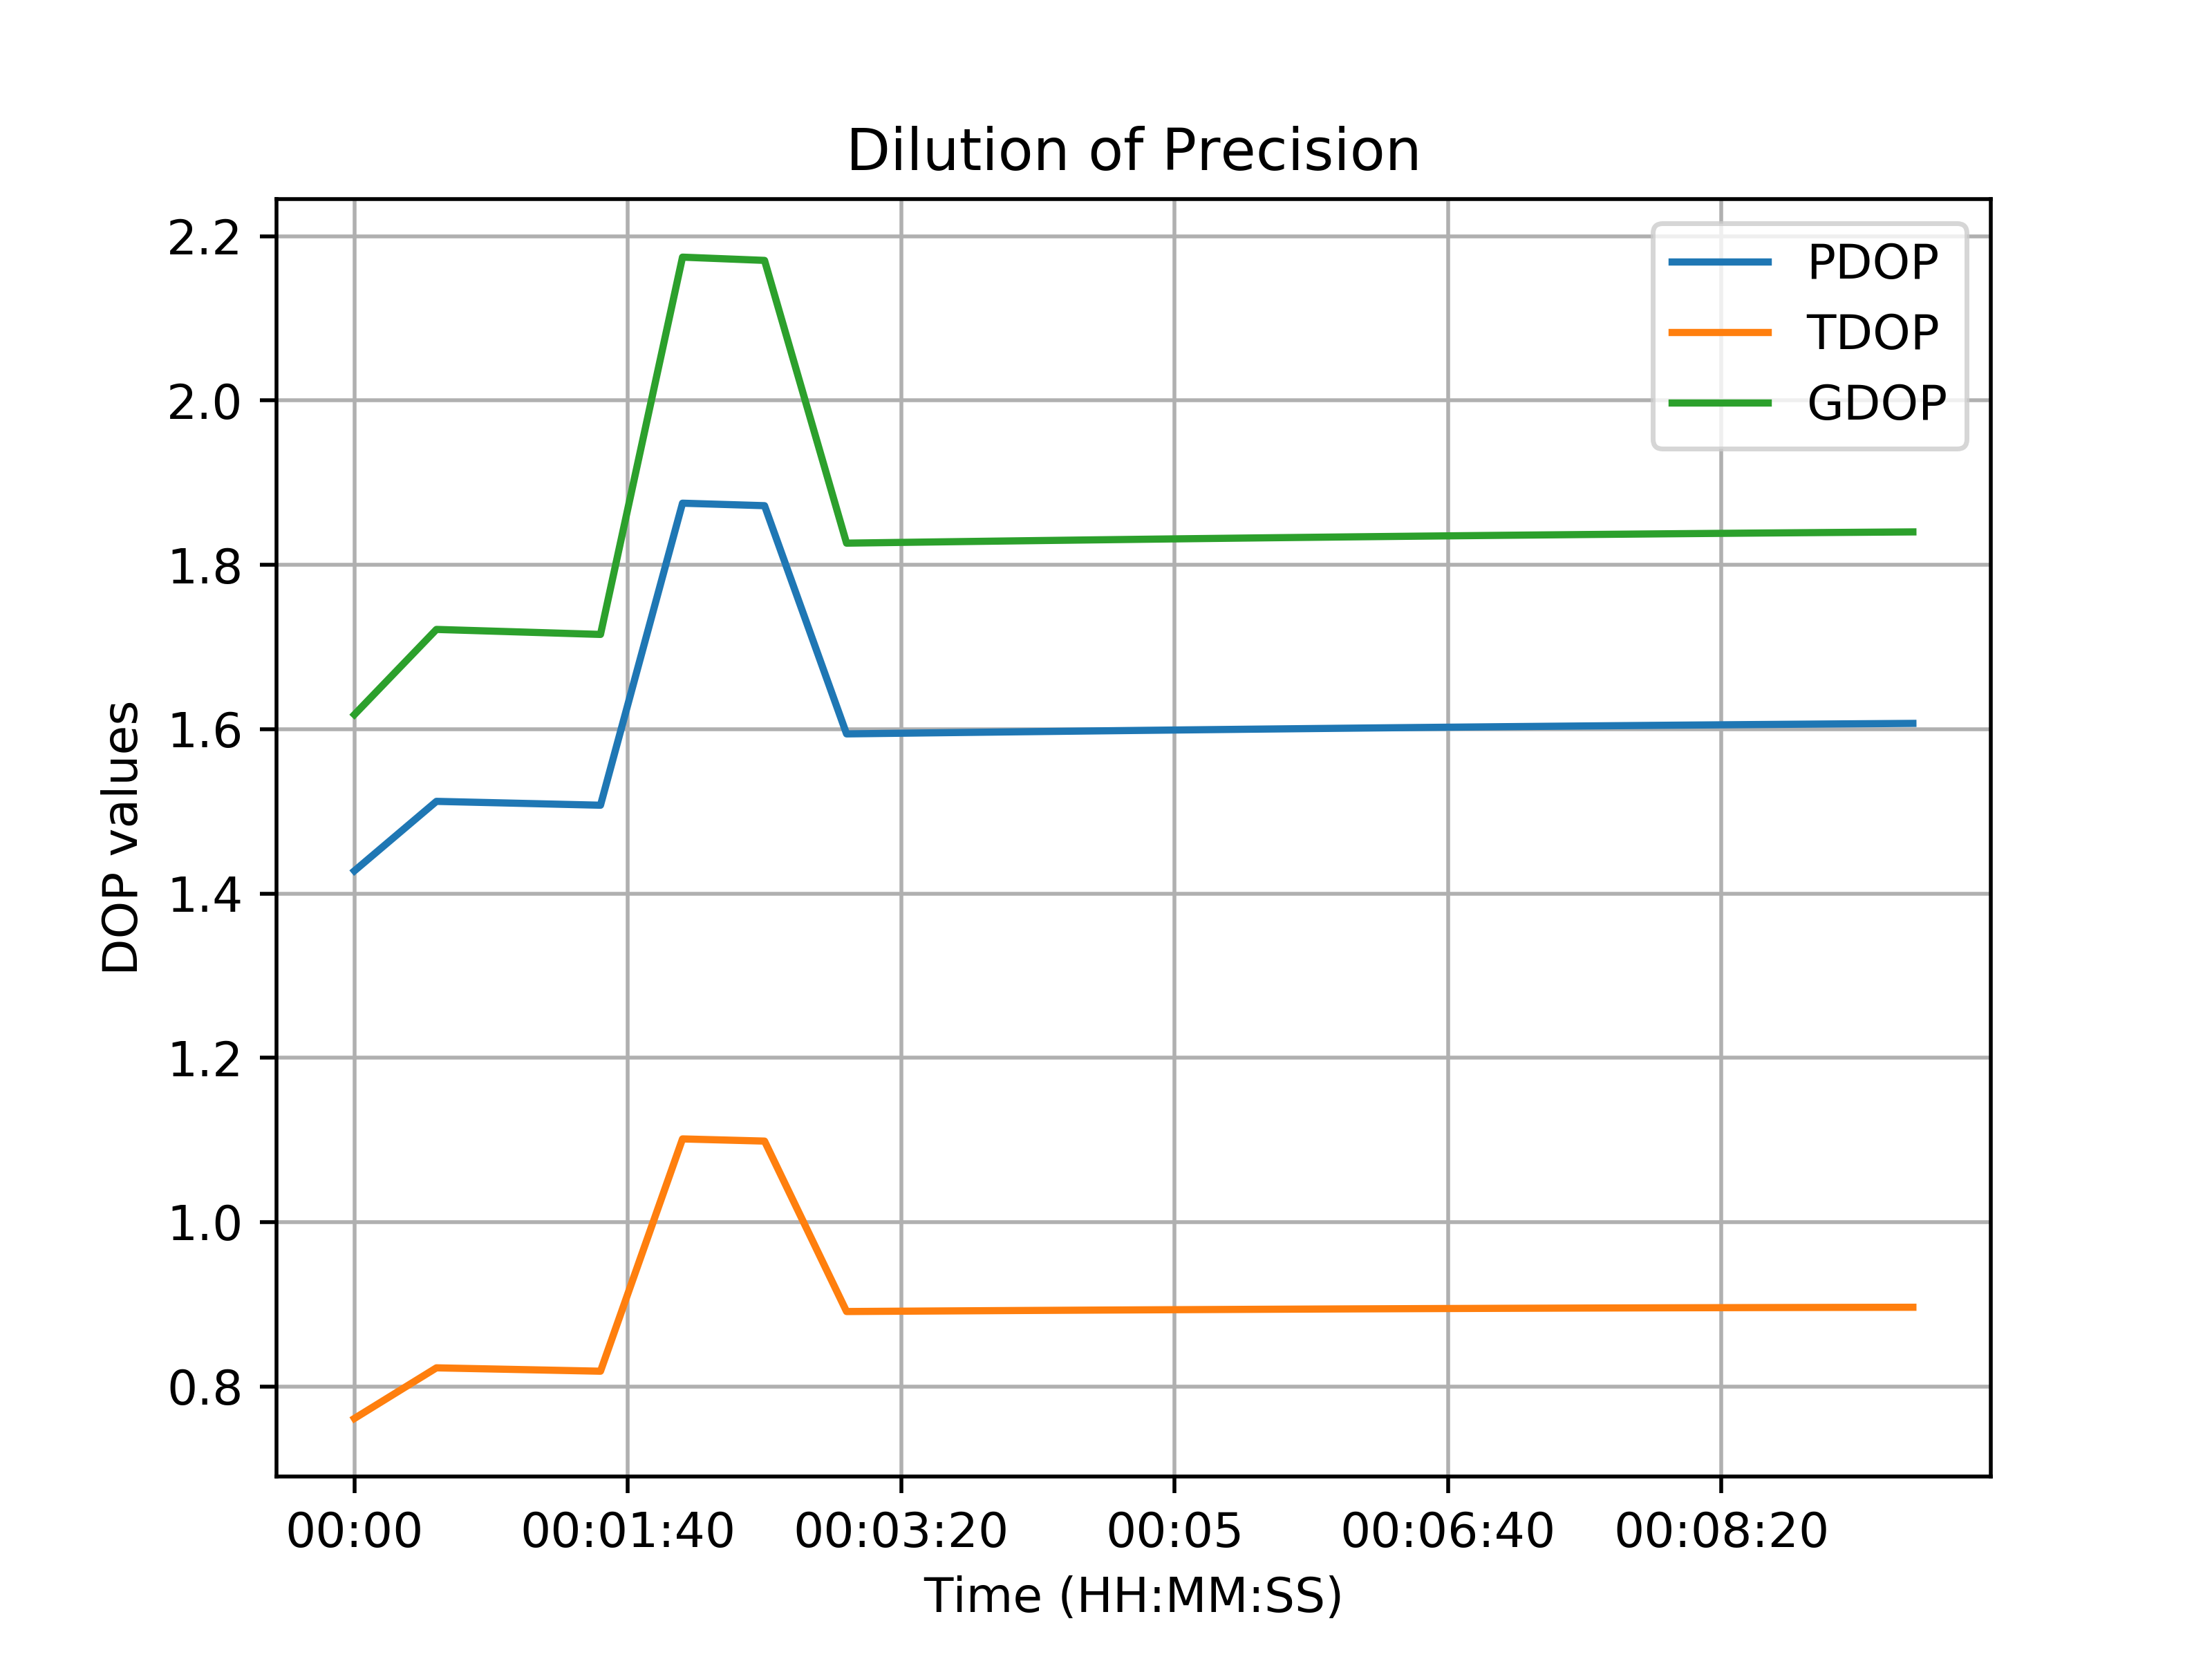 Dilution of Precision
PDOP
TDOP
GDOP
DOP values
2.2
2.0
1.8
1.6
1.4
1.2
1.0
0.8
00:00 00:01:40 00:03:20 00:05 00:06:40 00:08:20
Time (HH:MM:SS)